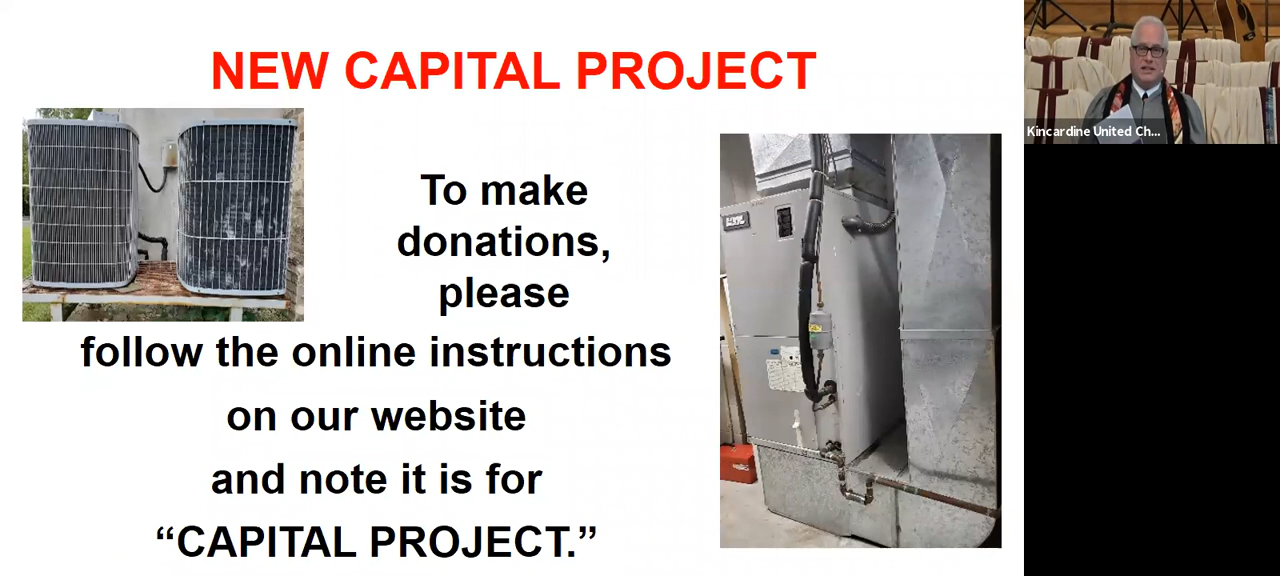 NEW CAPITAL PROJECT
To make
donations,
please
follow the online instructions
on our website
and note it is for
“CAPITAL PROJECT.”
Kincardine United Ch...